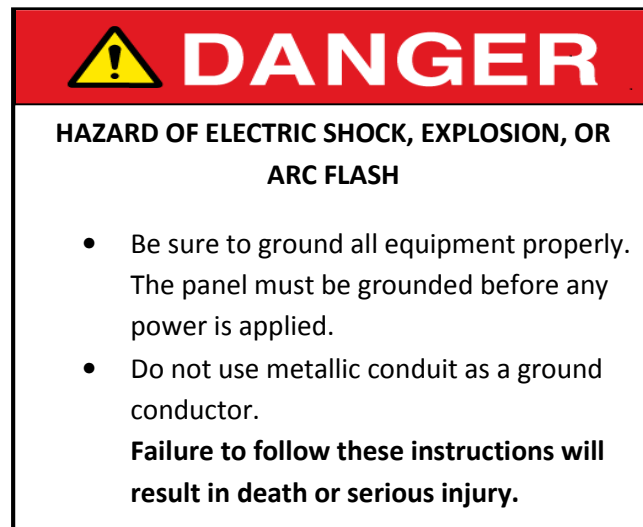 DANGER
HAZARD OF ELECTRIC SHOCK, EXPLOSION, OR
ARC FLASH
• Be sure to ground all equipment properly.
The panel must be grounded before any
power is applied.
• Do not use metallic conduit as a ground
conductor.
Failure to follow these instructions will
result in death or serious injury.